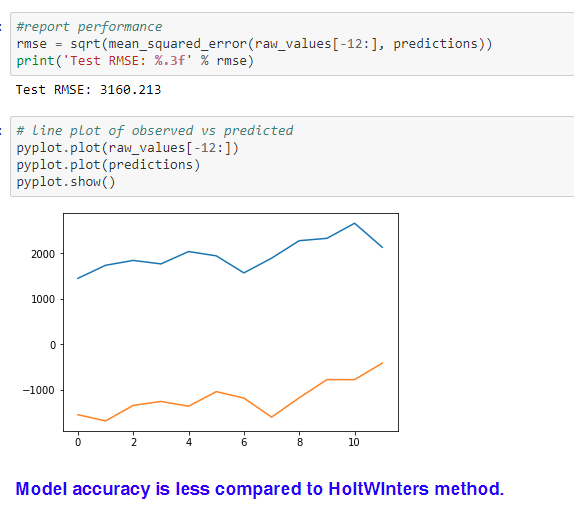 #report performance
rmse = sqrt(mean_squared_error(raw_values[-12:], predictions))
print('Test RMSE: %.3f' % rmse)
Test RMSE: 3160.213
# line plot of observed vs predicted
pyplot.plot(raw_values[-12:])
pyplot.plot(predictions)
pyplot.show()
2000
1000
0
−1000
0 2 4 6 8 10
Model accuracy is less compared to HoltWInters method.